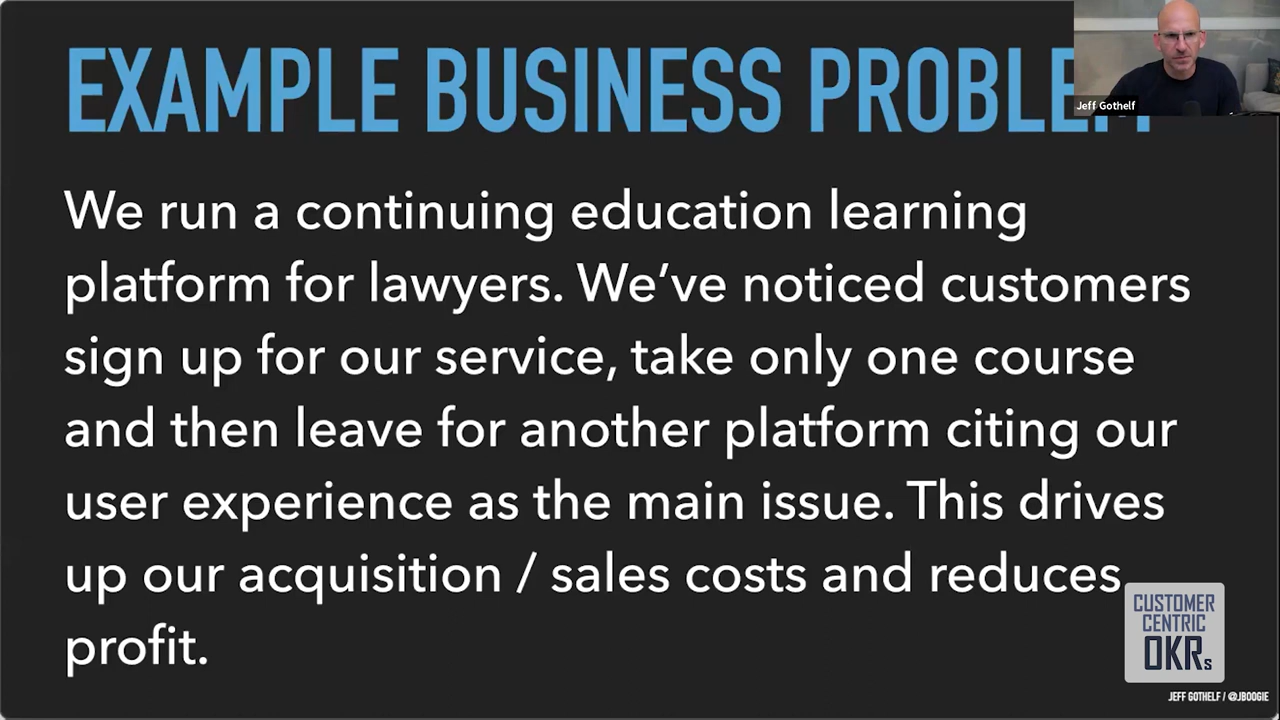 EXAMPLE BUSINESS PROBLEM
Jeff Gothelf
We run a continuing education learning
platform for lawyers. We’ve noticed customers
sign up for our service, take only one course
and then leave for another platform citing our
user experience as the main issue. This drives
up our acquisition / sales costs and reduces
profit.
CUSTOMER
CENTRIC
OKRs
JEFF GOTHELF / @JBOOGIE